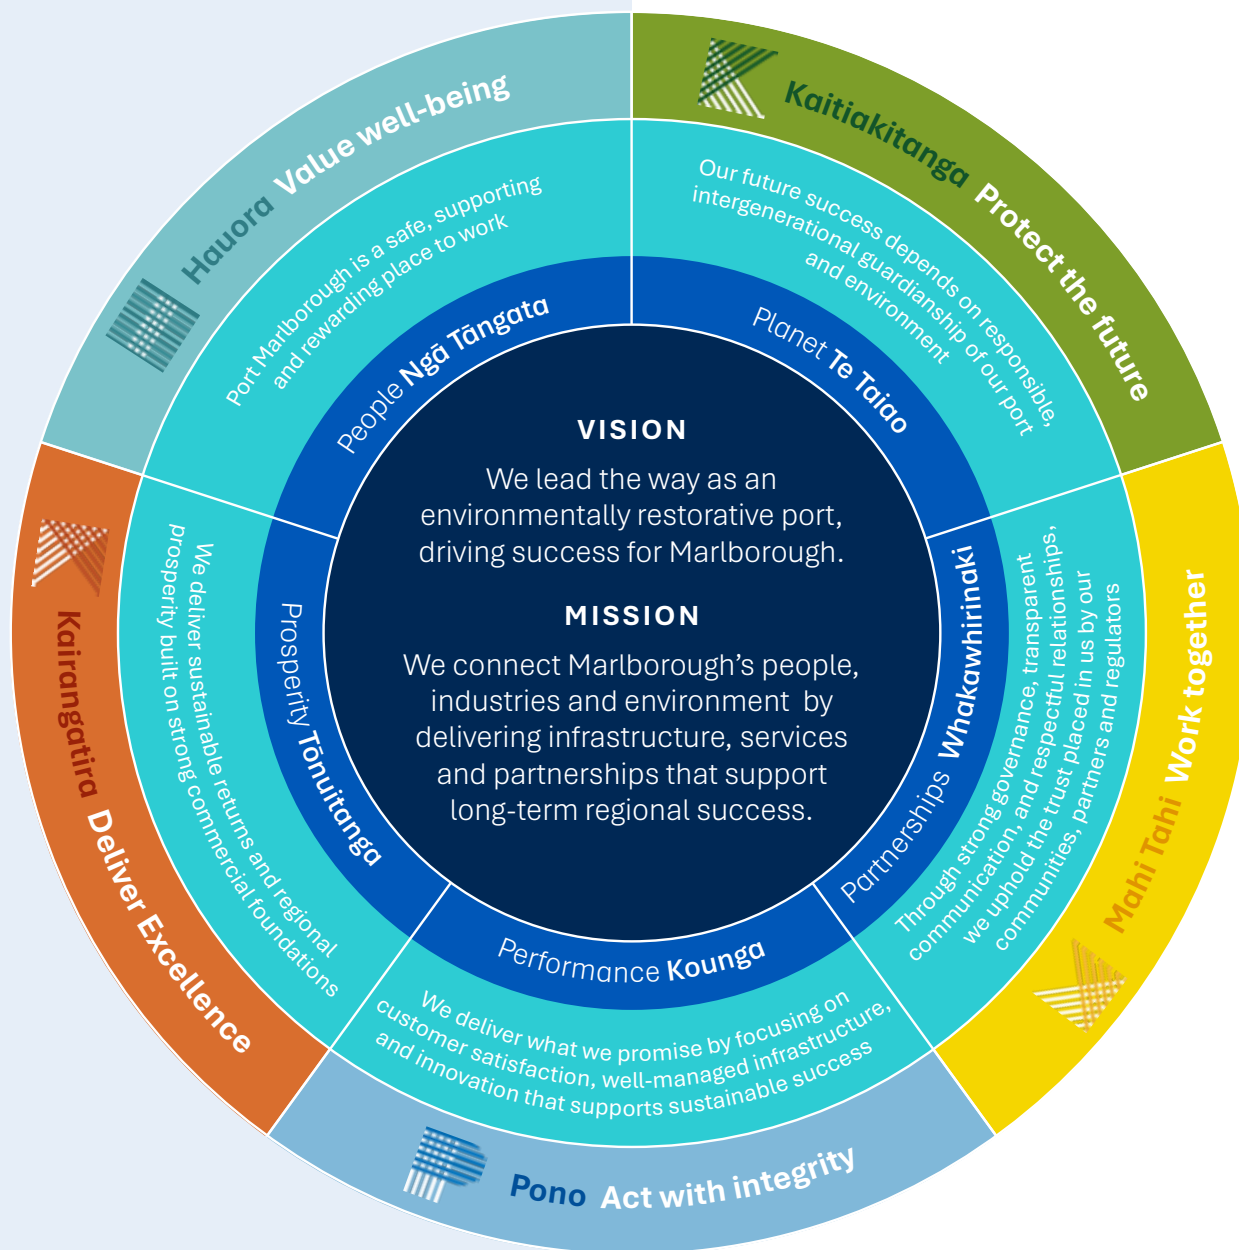 VISION
We lead the way as an
environmentally restorative port,
driving success for Marlborough.
MISSION
We connect Marlborough’s people,
industries and environment by
delivering infrastructure, services
and partnerships that support
long-term regional success.
Hauora Value well-being
Port Marlborough is a safe, supporting
and rewarding place to work
People Ngā Tāngata
Kaitiakitanga Protect the future
Our future success depends on responsible,
intergenerational guardianship of our port
and environment
Planet Te Taiao
Mahi Tahi Work together
Through strong governance, transparent
communication, and respectful relationships,
we uphold the trust placed in us by our
communities, partners and regulators
Partnerships Whakawhirinaki
Performance Kounga
We deliver what we promise by focusing on
customer satisfaction, well-managed infrastructure,
and innovation that supports sustainable success
Pono Act with integrity
Prosperity Tōnuitanga
We deliver sustainable returns and regional
prosperity built on strong commercial foundations
Kairangatira Deliver Excellence